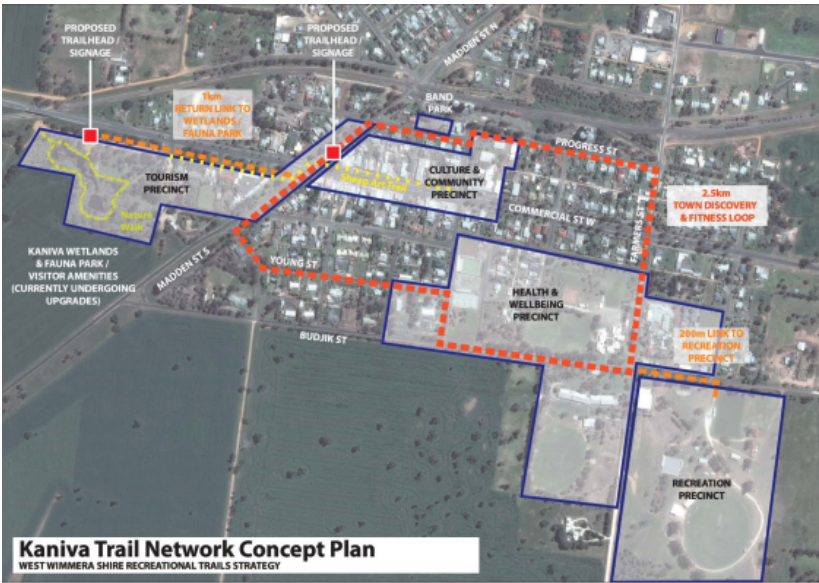 PROPOSED
TRAILHEAD /
SIGNAGE
PROPOSED
TRAILHEAD /
SIGNAGE
MADDEN ST N
1km
RETURN LINK TO
WETLANDS /
FAUNA PARK
BAND
PARK
PROGRESS ST
TOURISM
PRECINCT
Sheep Art Trail
CULTURE &
COMMUNITY
PRECINCT
2.5km
TOWN DISCOVERY
& FITNESS LOOP
Nature
Walk
COMMERCIAL ST W
FARMERS ST
KANIVA WETLANDS
& FAUNA PARK /
VISITOR AMENITIES
(CURRENTLY UNDERGOING
UPGRADES)
MADDEN ST S
YOUNG ST
HEALTH &
WELLBEING
PRECINCT
BUDJIK ST
200m LINK TO
RECREATION
PRECINCT
RECREATION
PRECINCT
Kaniva Trail Network Concept Plan
WEST WIMMERA SHIRE RECREATIONAL TRAILS STRATEGY